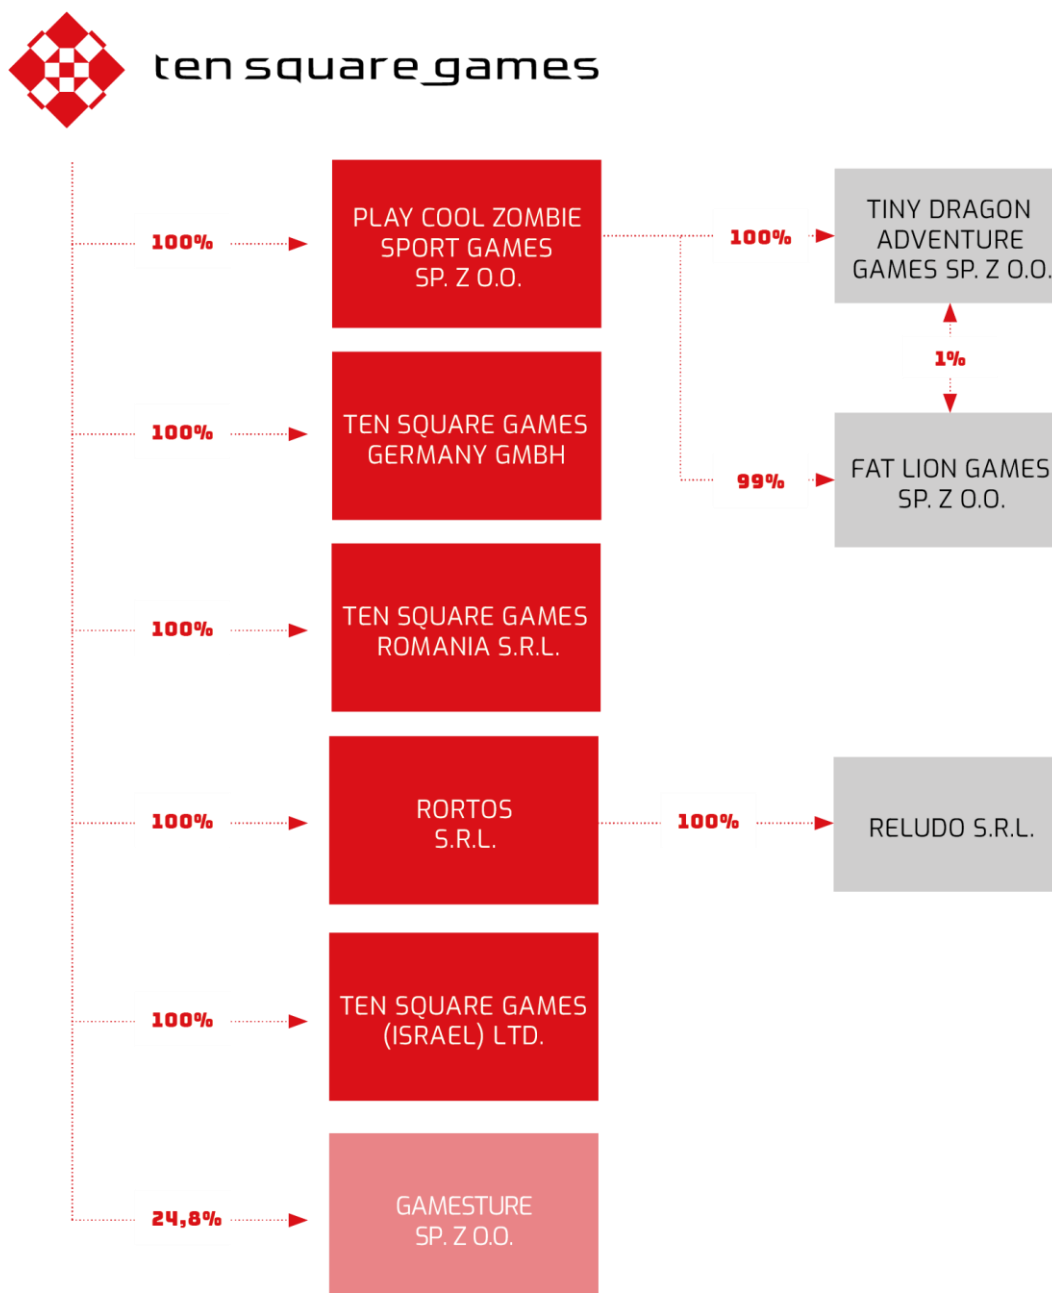 ten square games
100%
PLAY COOL ZOMBIE
SPORT GAMES
SP. Z O.O.
100%
TINY DRAGON
ADVENTURE
GAMES SP. Z O.O.
1%
100%
TEN SQUARE GAMES
GERMANY GMBH
99%
FAT LION GAMES
SP. Z O.O.
100%
TEN SQUARE GAMES
ROMANIA S.R.L.
100%
RORTOS
S.R.L.
100%
RELUDO S.R.L.
100%
TEN SQUARE GAMES
(ISRAEL) LTD.
24,8%
GAMESTURE
SP. Z O.O.